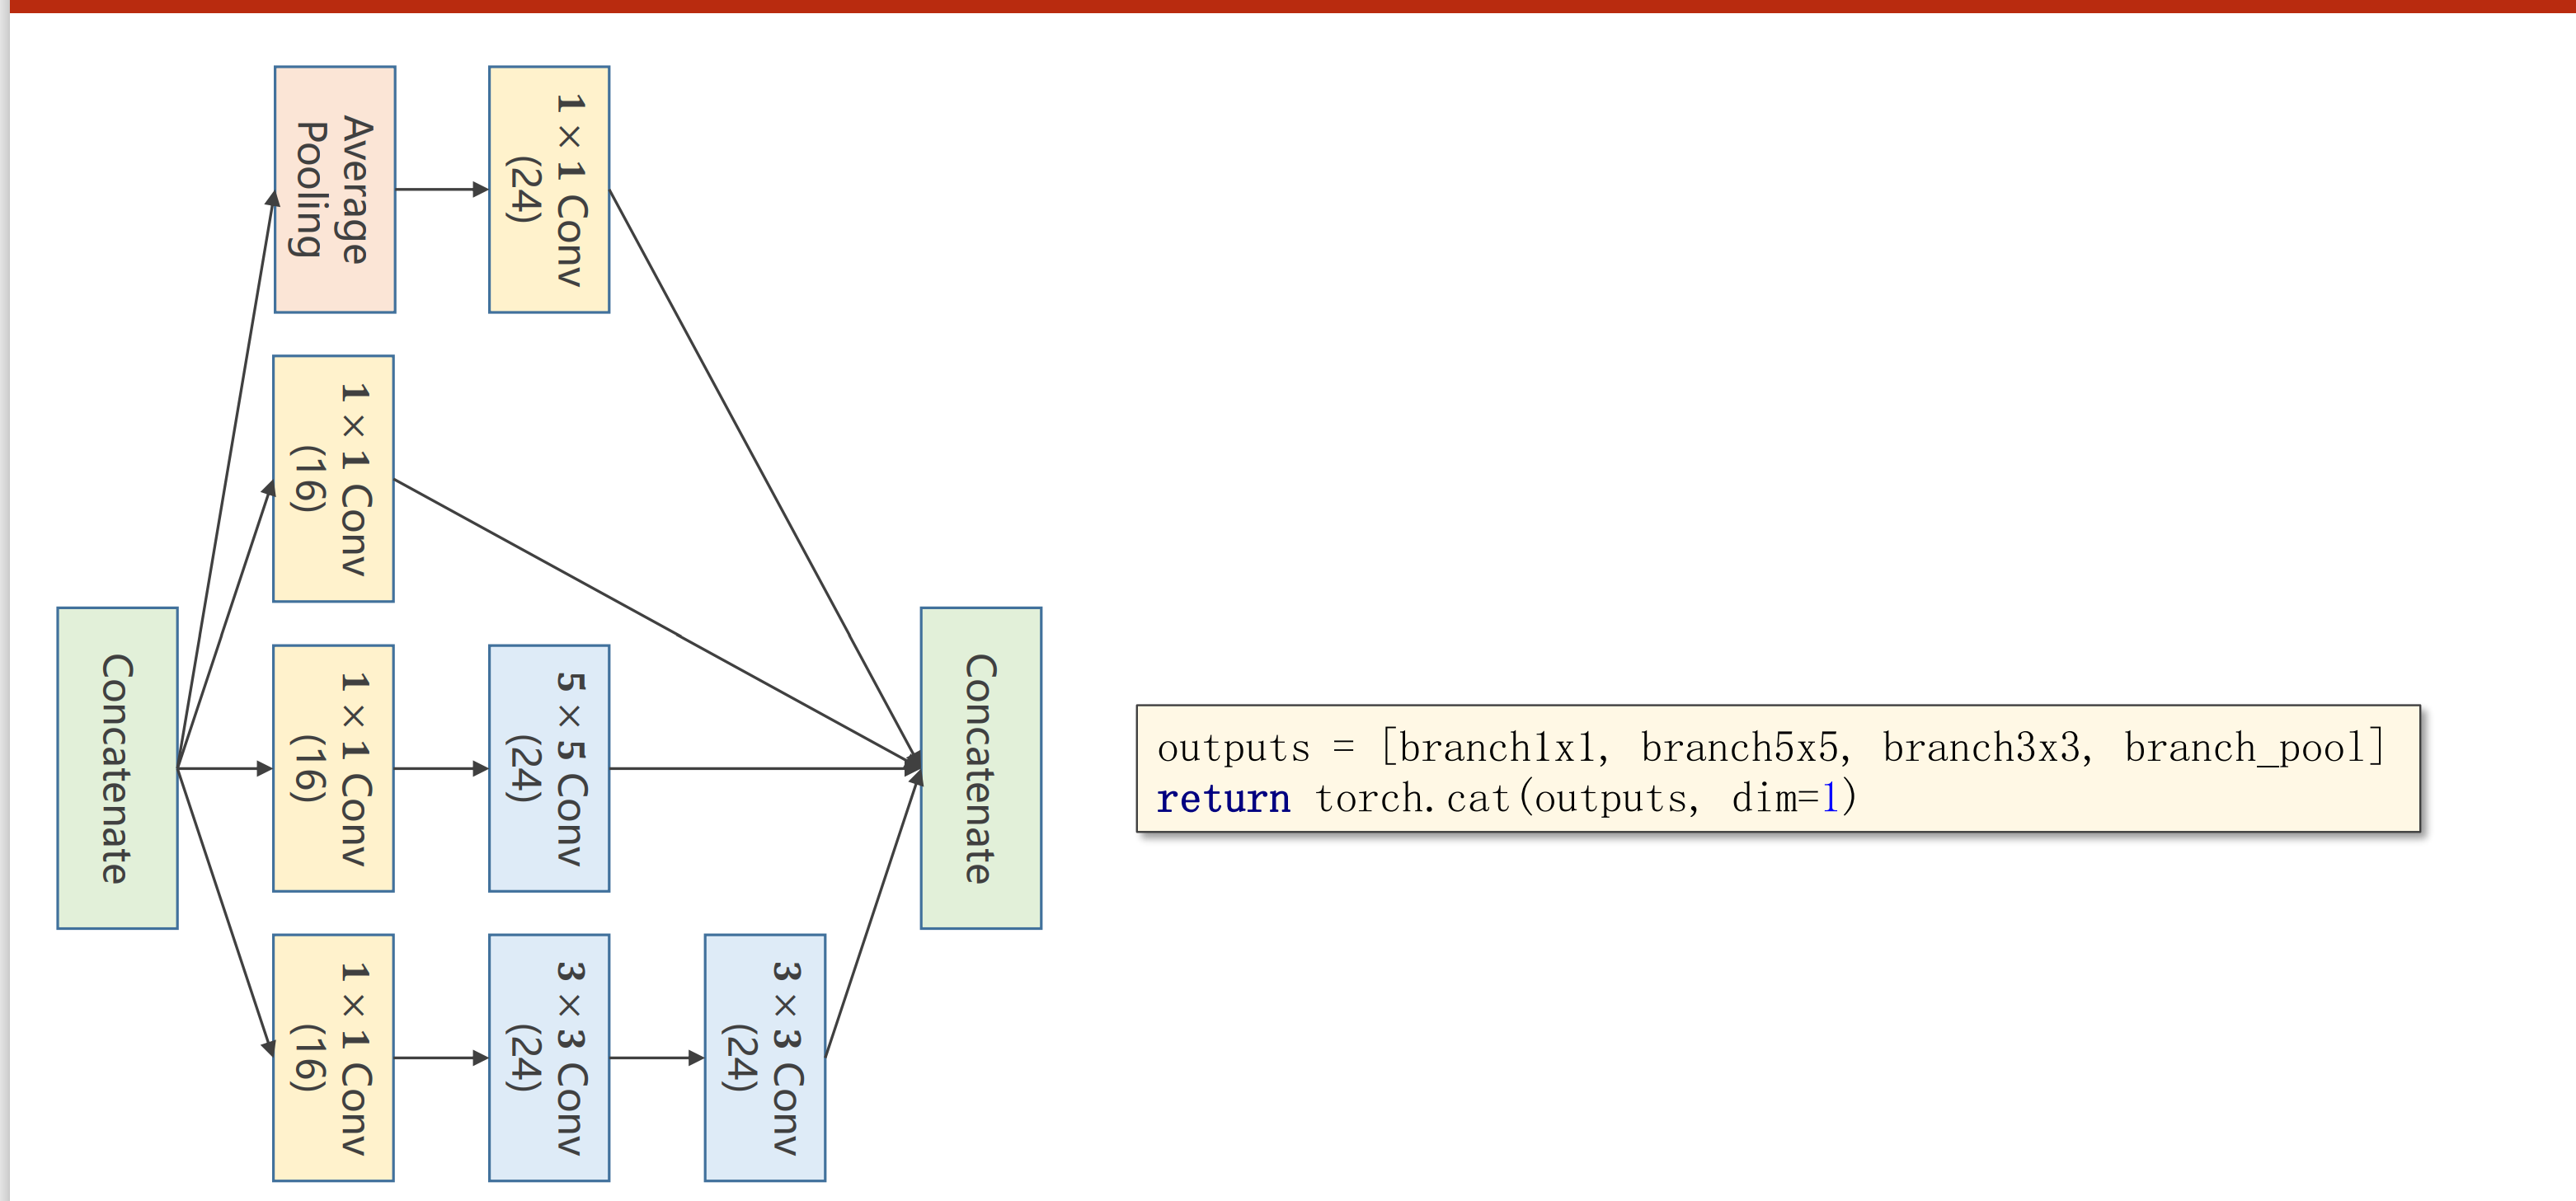 Average
Pooling
1×1 Conv
(24)
1×1 Conv
(16)
Concatenate
1×1 Conv
(16)
5×5 Conv
(24)
Concatenate
1×1 Conv
(16)
3×3 Conv
(24)
3×3 Conv
(24)
outputs = [branch1x1, branch5x5, branch3x3, branch_pool]
return torch.cat(outputs, dim=1)